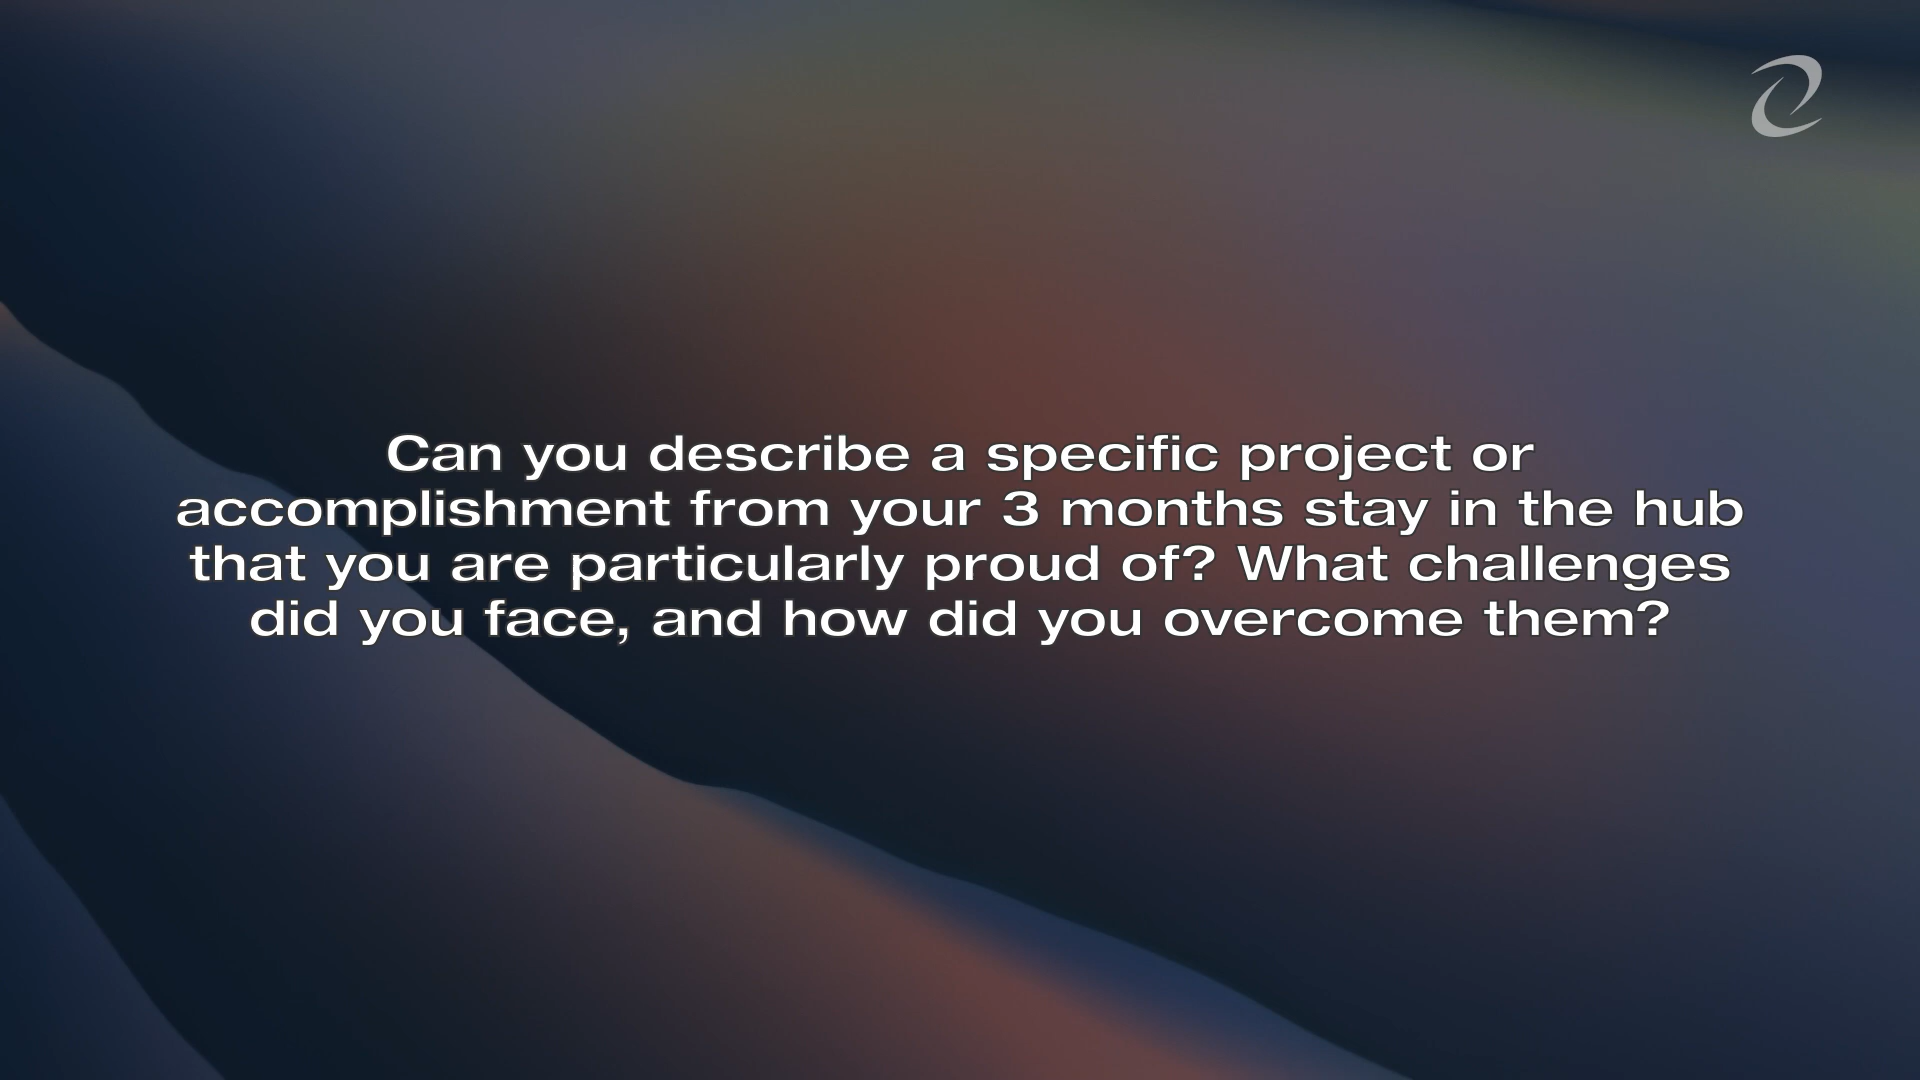 Can you describe a specific project or
accomplishment from your 3 months stay in the hub
that you are particularly proud of? What challenges
did you face, and how did you overcome them?